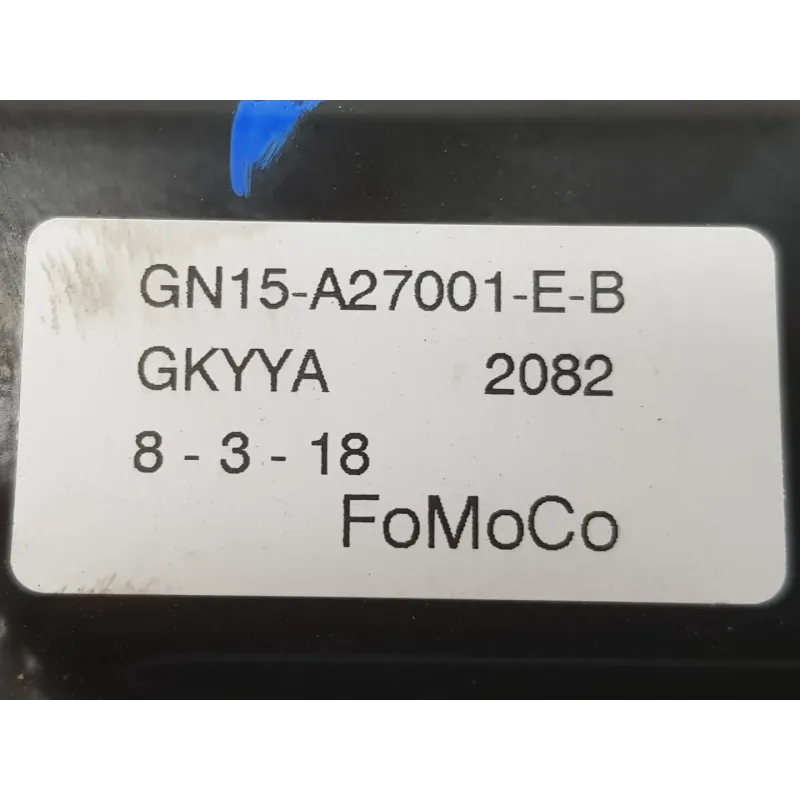 GN15-A27001-E-B
GKYYA 2082
8 - 3 - 18
FoMoCo